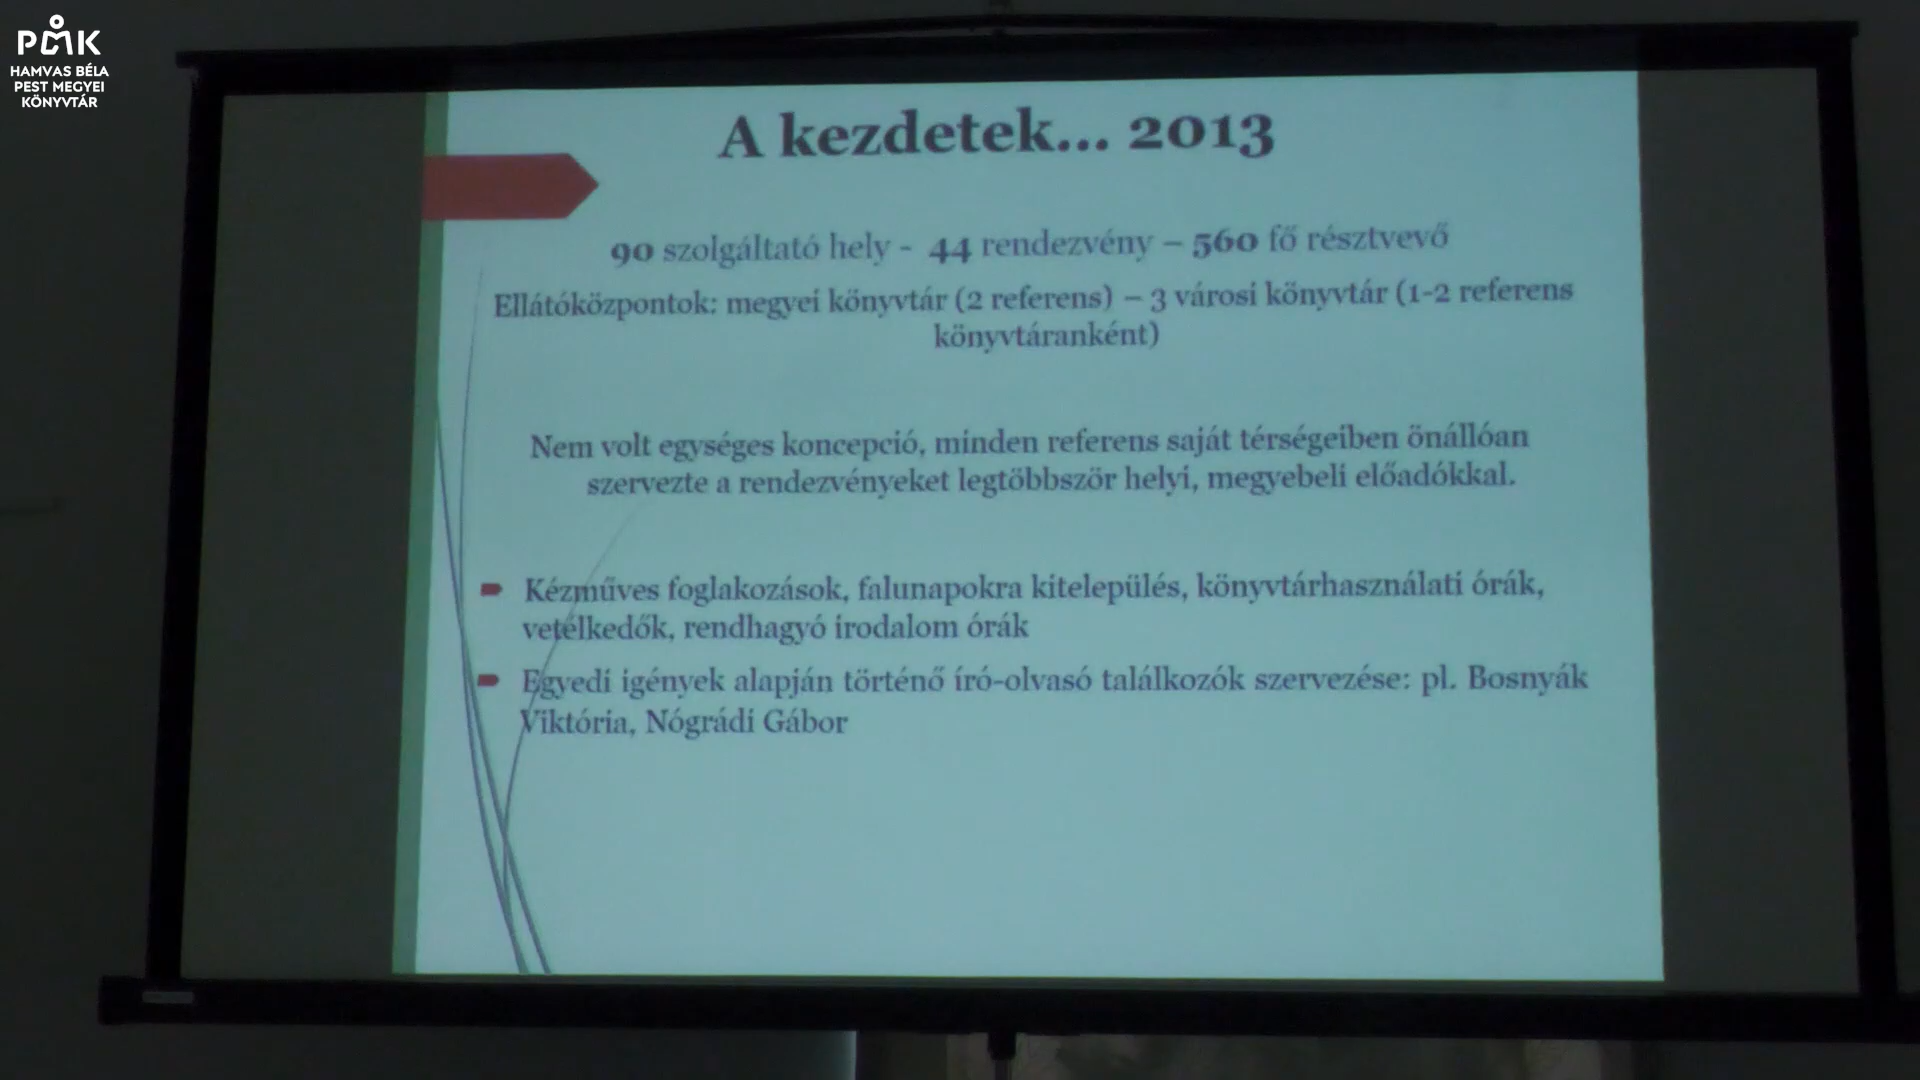 PMK
HAMVAS BÉLA
PEST MEGYEI
KÖNYVTÁR
A kezdetek... 2013
90 szolgáltató hely - 44 rendezvény – 560 fő résztvevő
Ellátóközpontok: megyei könyvtár (2 referens) – 3 városi könyvtár (1-2 referens
könyvtáranként)
Nem volt egységes koncepció, minden referens saját térségeiben önállóan
szervezte a rendezvényeket legtöbbször helyi, megyebeli előadókkal.
Kézműves foglakozások, falunapokra kitelepülés, könyvtárhasználati órák,
vetélkedők, rendhagyó irodalom órák
Egyedi igények alapján történő író-olvasó találkozók szervezése: pl. Bosnyák
Viktória, Nógrádi Gábor